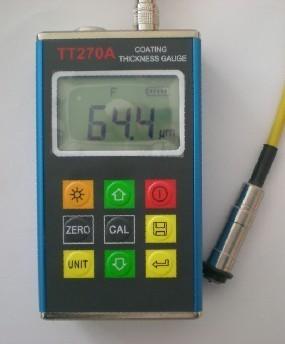 TT270A
COATING
THICKNESS GAUGE
F
64.4 μm
ZERO
CAL
UNIT